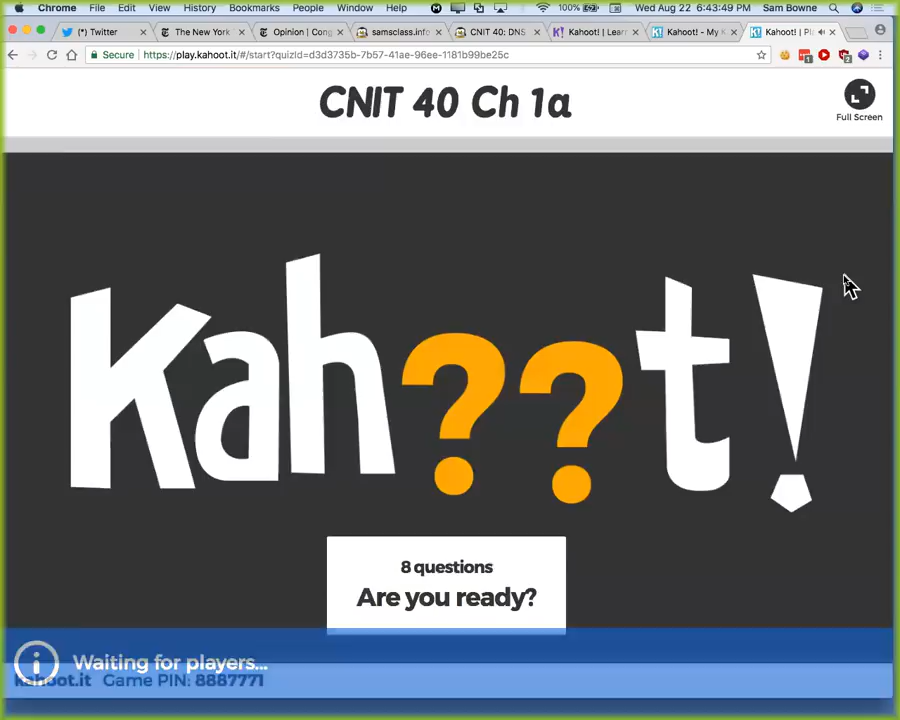 Chrome File Edit View History Bookmarks People Window Help 100% Wed Aug 22 6:43:49 PM Sam Bowne
(*) Twitter The New York Opinion | Cong samsclass.info CNIT 40: DNS Kahoot! | Learn Kahoot! - My K Kahoot! | Pl
Secure https://play.kahoot.it/#/start?quizId=d3d3735b-7b57-41ae-96ee-1181b99be25c
CNIT 40 Ch 1a
Full Screen
Kah??t!
8 questions
Are you ready?
Waiting for players...
kahoot.it Game PIN: 8887771